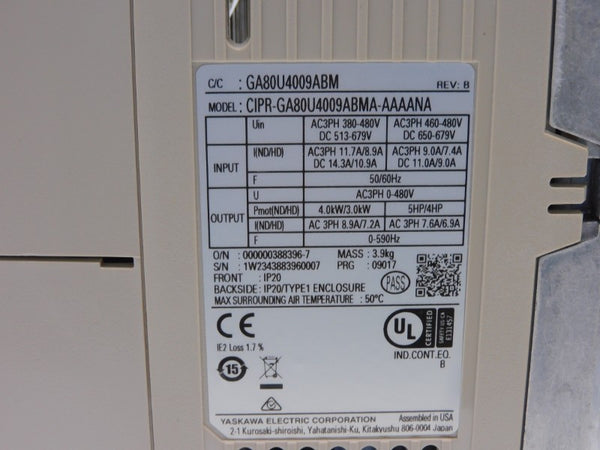 C/C : GA80U4009ABM REV: B
MODEL : CIPR-GA80U4009ABMA-AAAANA
INPUT
Uin AC3PH 380-480V DC 513-679V AC3PH 460-480V DC 650-679V
I(ND/HD) AC3PH 11.7A/8.9A DC 14.3A/10.9A AC3PH 9.0A/7.4A DC 11.0A/9.0A
F 50/60Hz
OUTPUT
U AC3PH 0-480V
Pmot(ND/HD) 4.0kW/3.0kW 5HP/4HP
I(ND/HD) AC 3PH 8.9A/7.2A AC 3PH 7.6A/6.9A
F 0-590Hz
O/N : 000000388396-7 MASS : 3.9kg
S/N : 1W2343883960007 PRG : 09017
FRONT : IP20
BACKSIDE : IP20/TYPE1 ENCLOSURE
MAX SURROUNDING AIR TEMPERATURE : 50°C
PASS
CE
IE2 Loss 1.7 %
15
UL CERTIFIED
SAFETY US-CA
E131457
IND.CONT.EQ.
B
YASKAWA ELECTRIC CORPORATION Assembled in USA
2-1 Kurosaki-shiroishi, Yahatanishi-Ku, Kitakyushu 806-0004 Japan